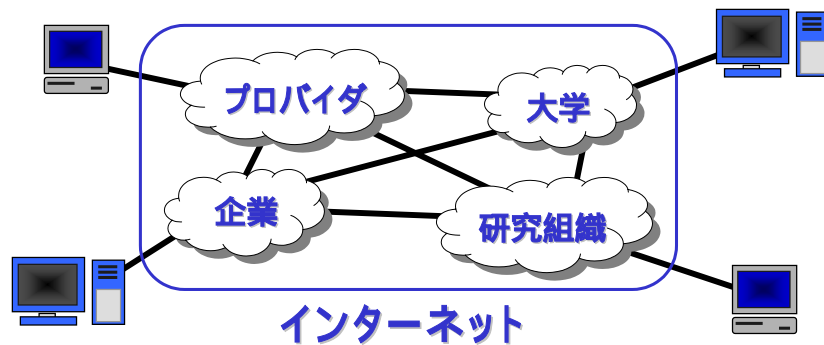 プロバイダ
大学
企業
研究組織
インターネット